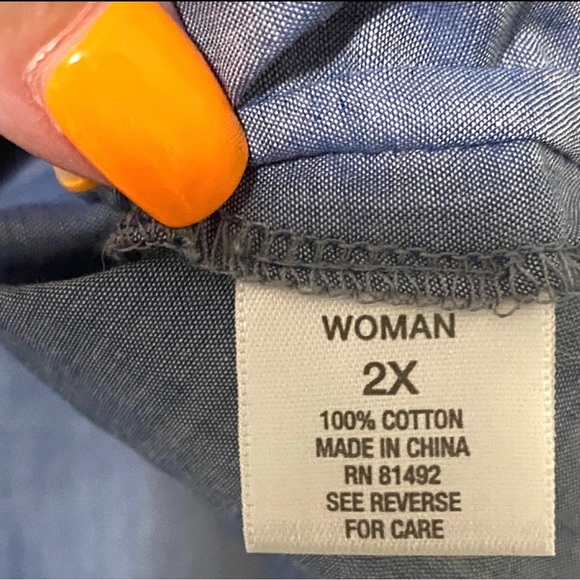 WOMAN
2X
100% COTTON
MADE IN CHINA
RN 81492
SEE REVERSE
FOR CARE